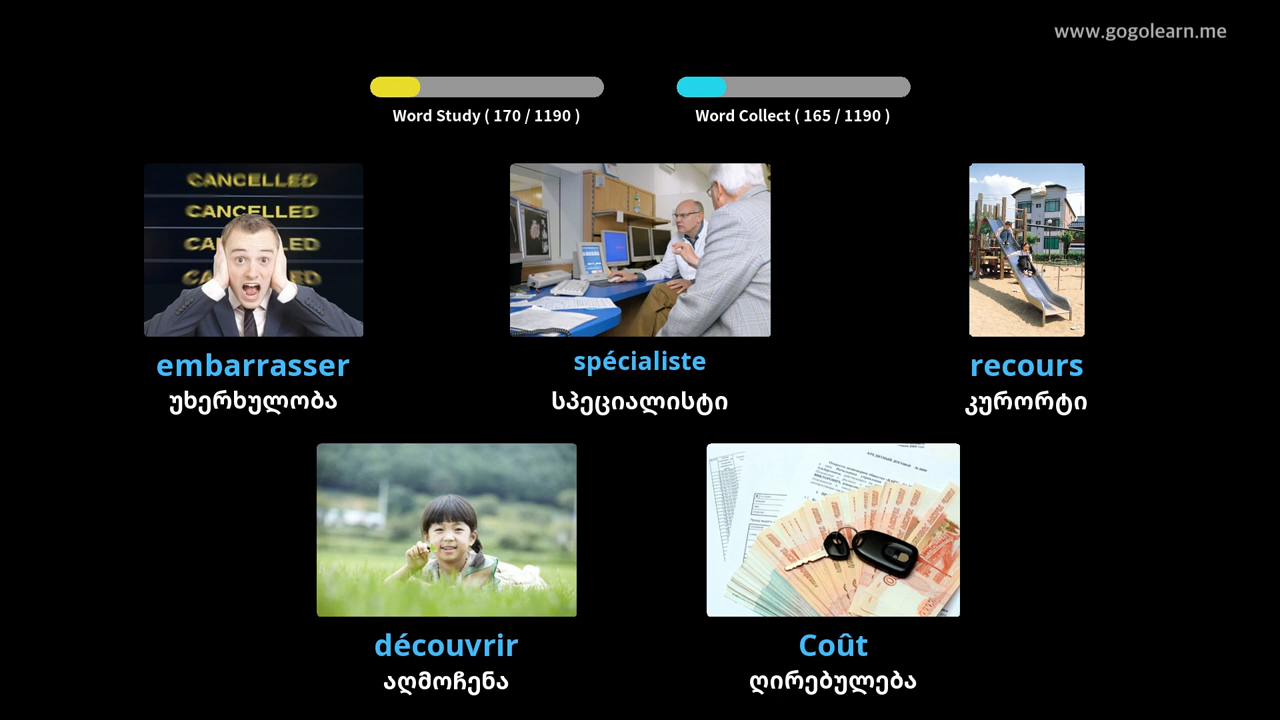 www.gogolearn.me
Word Study ( 170 / 1190 )
Word Collect ( 165 / 1190 )
CANCELLED
CANCELLED
embarrasser
უხერხულობა
spécialiste
სპეციალისტი
recours
კურორტი
découvrir
აღმოჩენა
Coût
ღირებულება